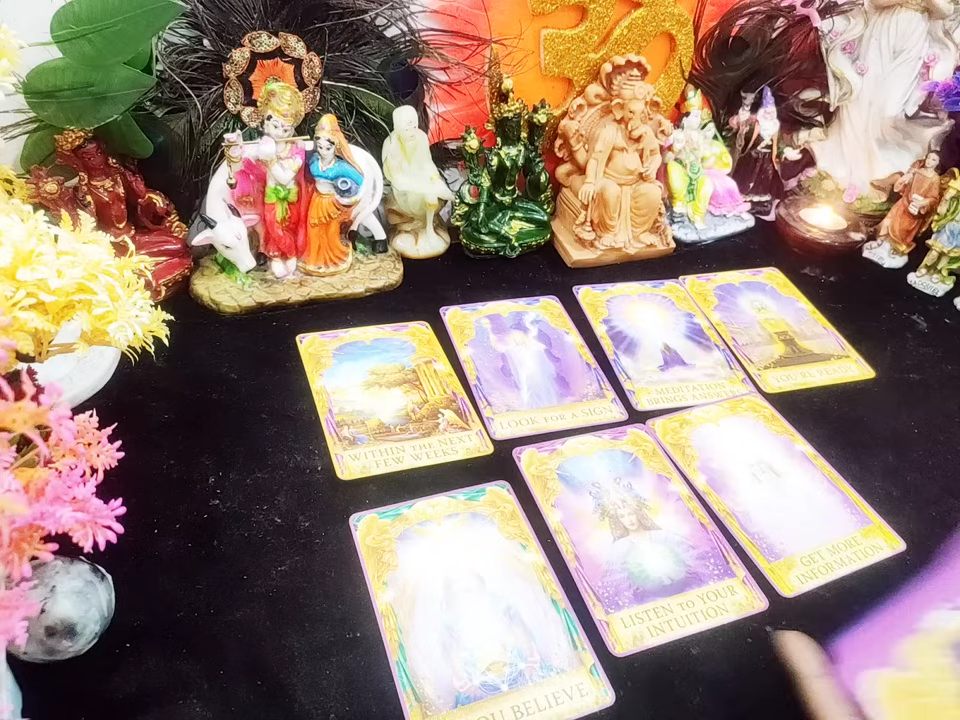 ॐ
WITHIN THE NEXT
FEW WEEKS
LOOK FOR A SIGN
MEDITATION
BRINGS ANSWERS
YOU'RE READY
YOU BELIEVE
LISTEN TO YOUR
INTUITION
GET MORE
INFORMATION